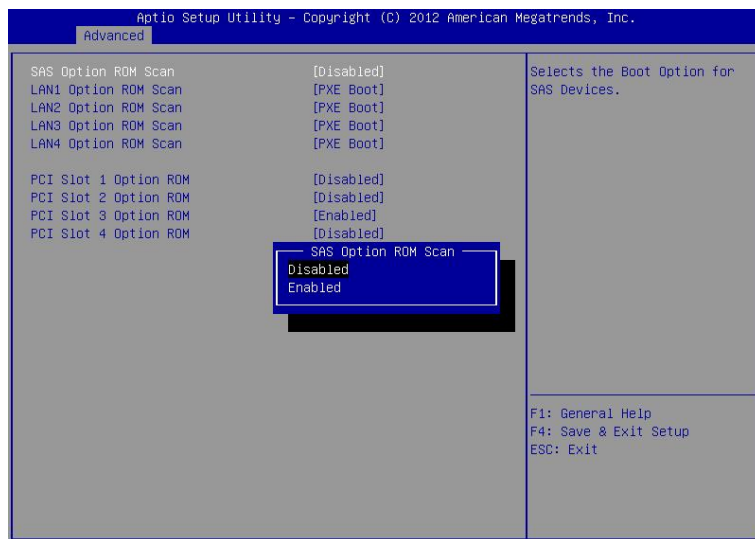 Aptio Setup Utility – Copyright (C) 2012 American Megatrends, Inc.
Advanced
SAS Option ROM Scan [Disabled]
LAN1 Option ROM Scan [PXE Boot]
LAN2 Option ROM Scan [PXE Boot]
LAN3 Option ROM Scan [PXE Boot]
LAN4 Option ROM Scan [PXE Boot]
PCI Slot 1 Option ROM [Disabled]
PCI Slot 2 Option ROM [Disabled]
PCI Slot 3 Option ROM [Enabled]
PCI Slot 4 Option ROM [Disabled]
SAS Option ROM Scan
Disabled
Enabled
Selects the Boot Option for
SAS Devices.
F1: General Help
F4: Save & Exit Setup
ESC: Exit